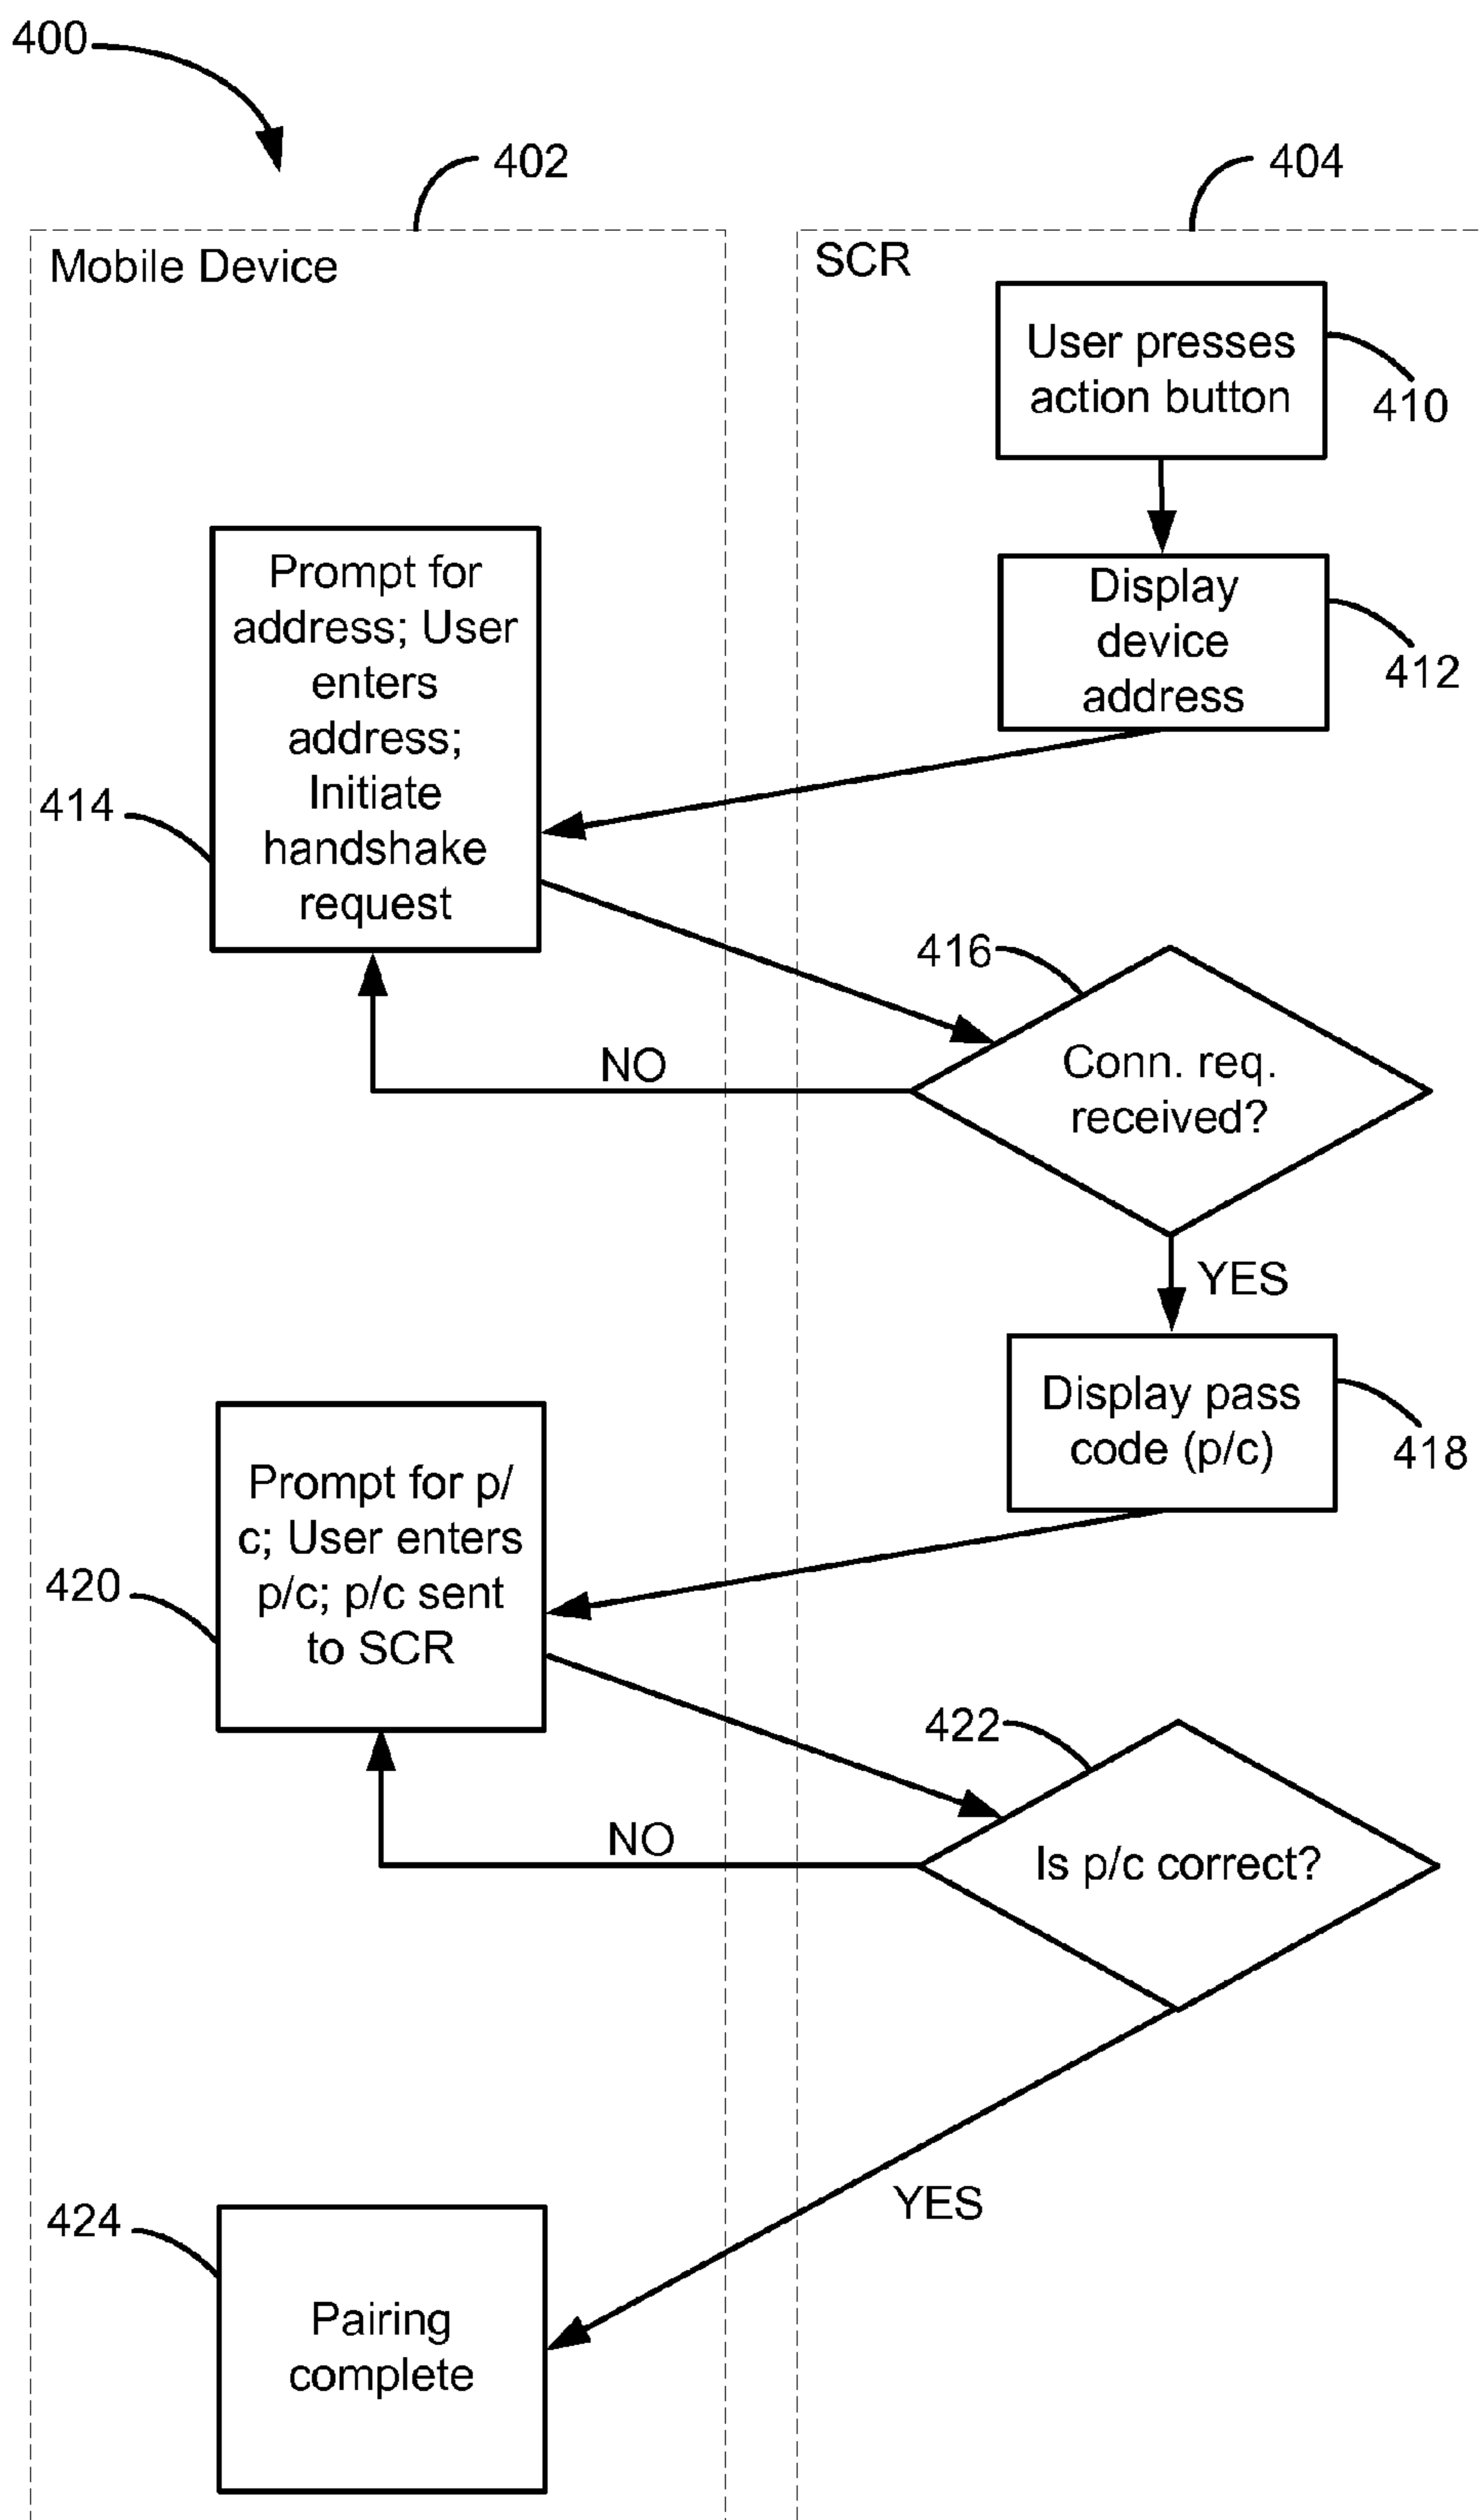 400
402
404
Mobile Device
SCR
User presses
action button
410
Display
device
address
412
Prompt for
address; User
enters
address;
Initiate
handshake
request
414
416
Conn. req.
received?
NO
YES
Display pass
code (p/c)
418
Prompt for p/
c; User enters
p/c; p/c sent
to SCR
420
422
Is p/c correct?
NO
YES
424
Pairing
complete